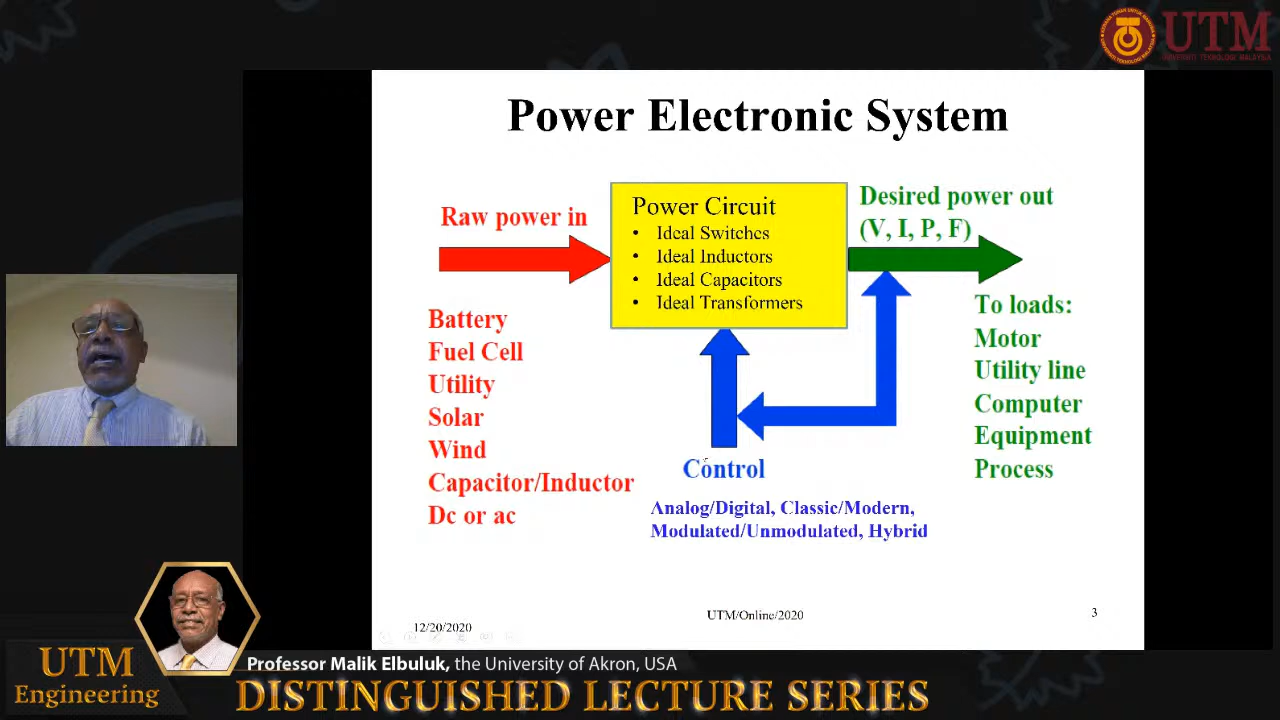 UTM
UNIVERSITI TEKNOLOGI MALAYSIA
Power Electronic System
Raw power in
Power Circuit
• Ideal Switches
• Ideal Inductors
• Ideal Capacitors
• Ideal Transformers
Desired power out
(V, I, P, F)
Battery
Fuel Cell
Utility
Solar
Wind
Capacitor/Inductor
Dc or ac
To loads:
Motor
Utility line
Computer
Equipment
Process
Control
Analog/Digital, Classic/Modern,
Modulated/Unmodulated, Hybrid
12/20/2020
UTM/Online/2020
3
UTM
Engineering
Professor Malik Elbuluk, the University of Akron, USA
DISTINGUISHED LECTURE SERIES